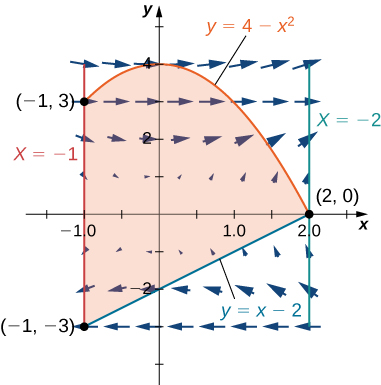 y
y = 4 − x²
4
(−1, 3)
X = −2
2
X = −1
(2, 0)
−1.0
1.0
2.0
x
−2
y = x − 2
(−1, −3)